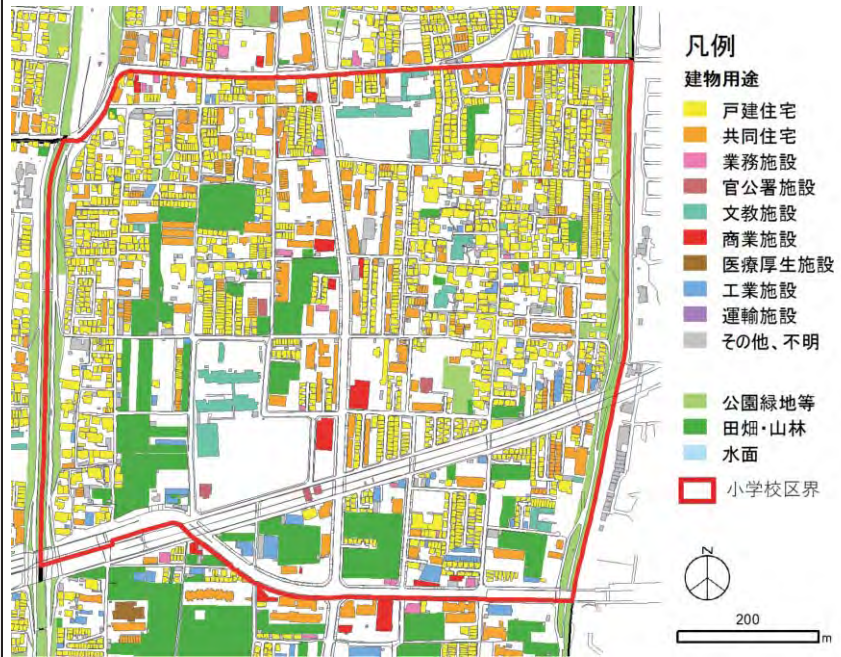 凡例
建物用途
戸建住宅
共同住宅
業務施設
官公署施設
文教施設
商業施設
医療厚生施設
工業施設
運輸施設
その他、不明
公園緑地等
田畑・山林
水面
小学校区界
N
200
m